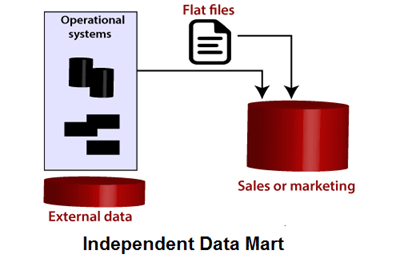 Operational
systems
Flat files
Sales or marketing
External data
Independent Data Mart